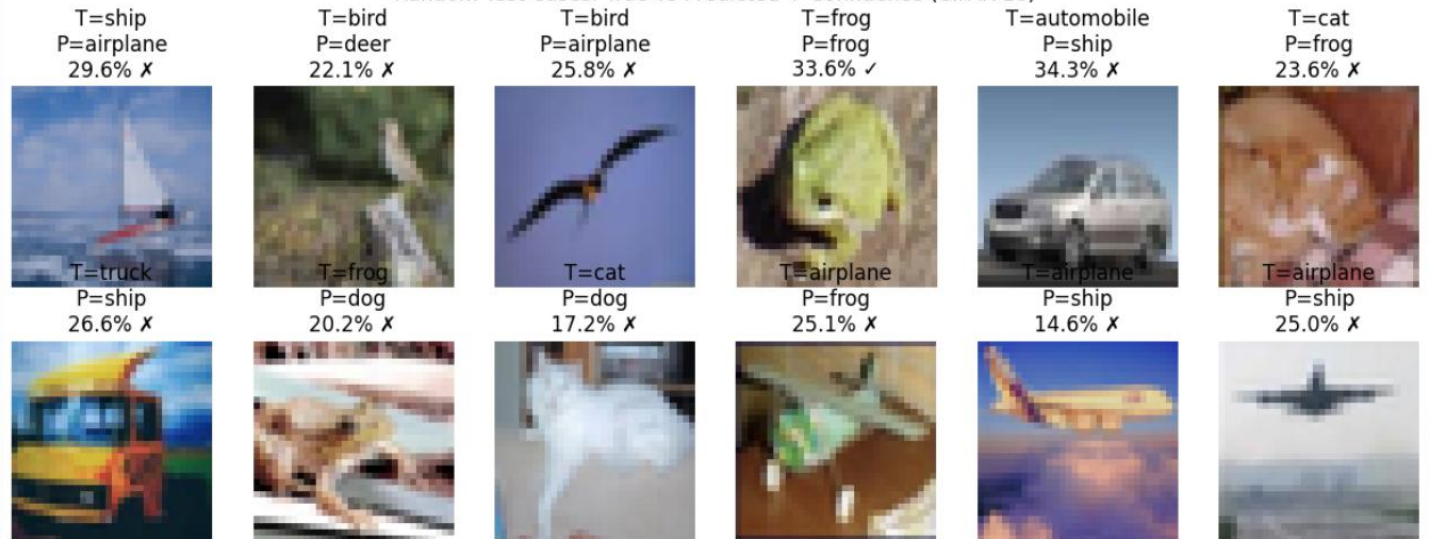 T=ship T=bird T=bird T=frog T=automobile T=cat
P=airplane P=deer P=airplane P=frog P=ship P=frog
29.6% ✗ 22.1% ✗ 25.8% ✗ 33.6% ✓ 34.3% ✗ 23.6% ✗
T=truck T=frog T=cat T=airplane T=airplane T=airplane
P=ship P=dog P=dog P=frog P=ship P=ship
26.6% ✗ 20.2% ✗ 17.2% ✗ 25.1% ✗ 14.6% ✗ 25.0% ✗